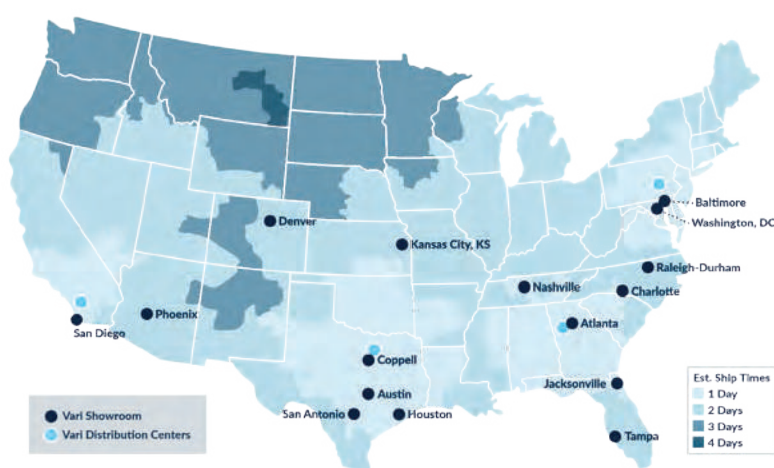 Baltimore
Washington, DC
Denver
Kansas City, KS
Raleigh-Durham
Nashville
Charlotte
Phoenix
San Diego
Atlanta
Coppell
Jacksonville
Austin
San Antonio
Houston
Tampa
Vari Showroom
Vari Distribution Centers
Est. Ship Times
1 Day
2 Days
3 Days
4 Days